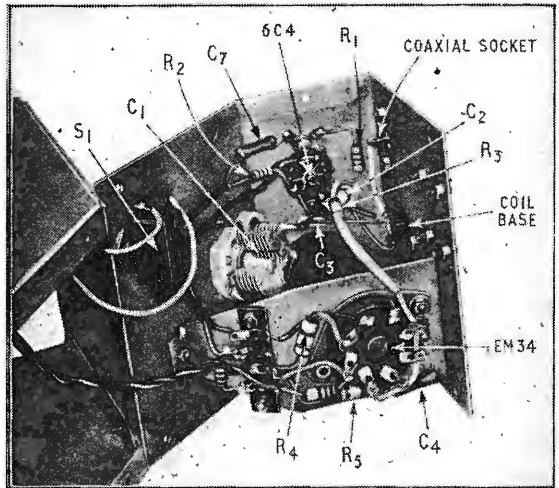 6C4
R1
COAXIAL SOCKET
C7
R2
C1
S1
C2
R3
COIL
BASE
C3
EM34
R4
R5
C4